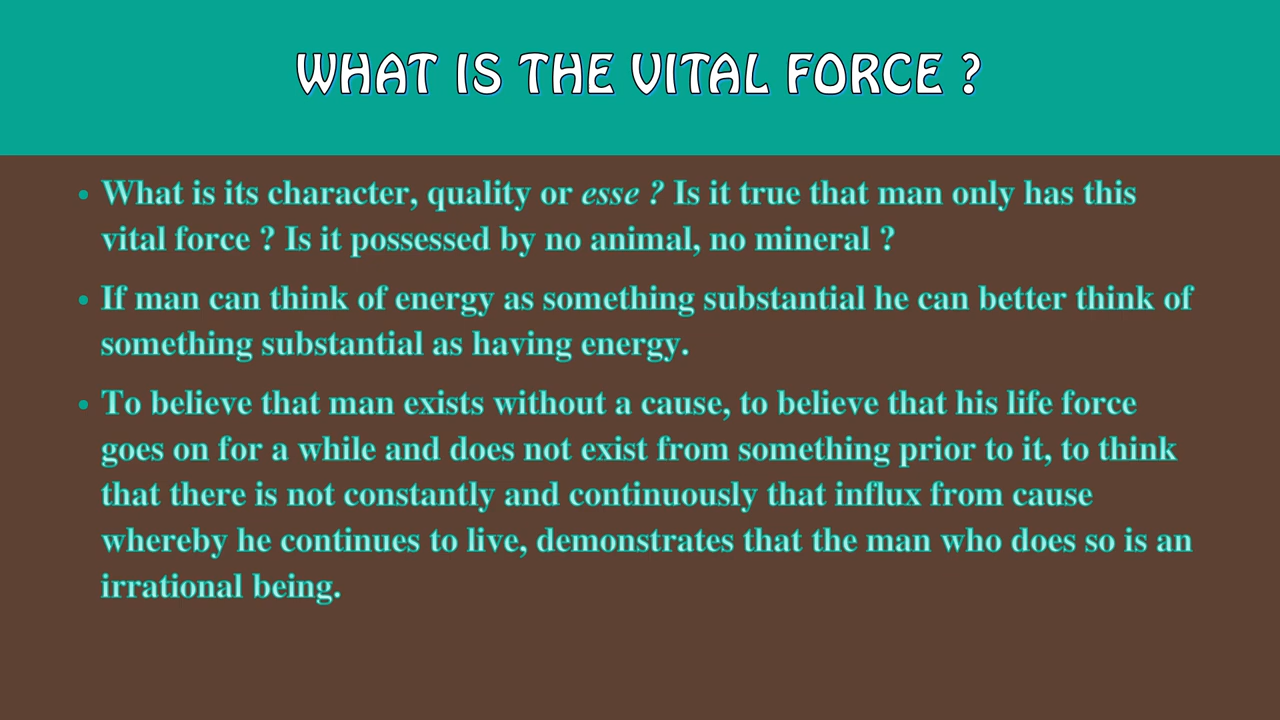 WHAT IS THE VITAL FORCE ?
• What is its character, quality or esse ? Is it true that man only has this
vital force ? Is it possessed by no animal, no mineral ?
• If man can think of energy as something substantial he can better think of
something substantial as having energy.
• To believe that man exists without a cause, to believe that his life force
goes on for a while and does not exist from something prior to it, to think
that there is not constantly and continuously that influx from cause
whereby he continues to live, demonstrates that the man who does so is an
irrational being.